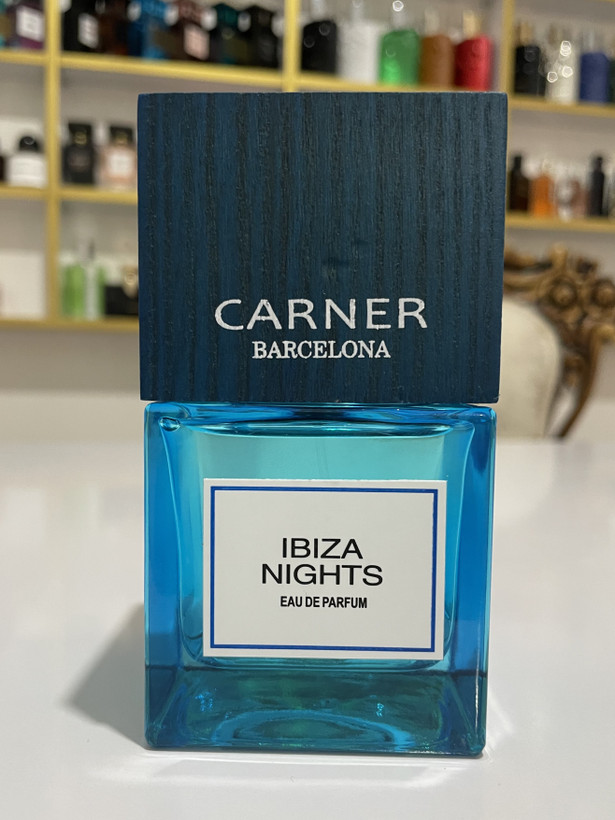 CARNER
BARCELONA
IBIZA
NIGHTS
EAU DE PARFUM